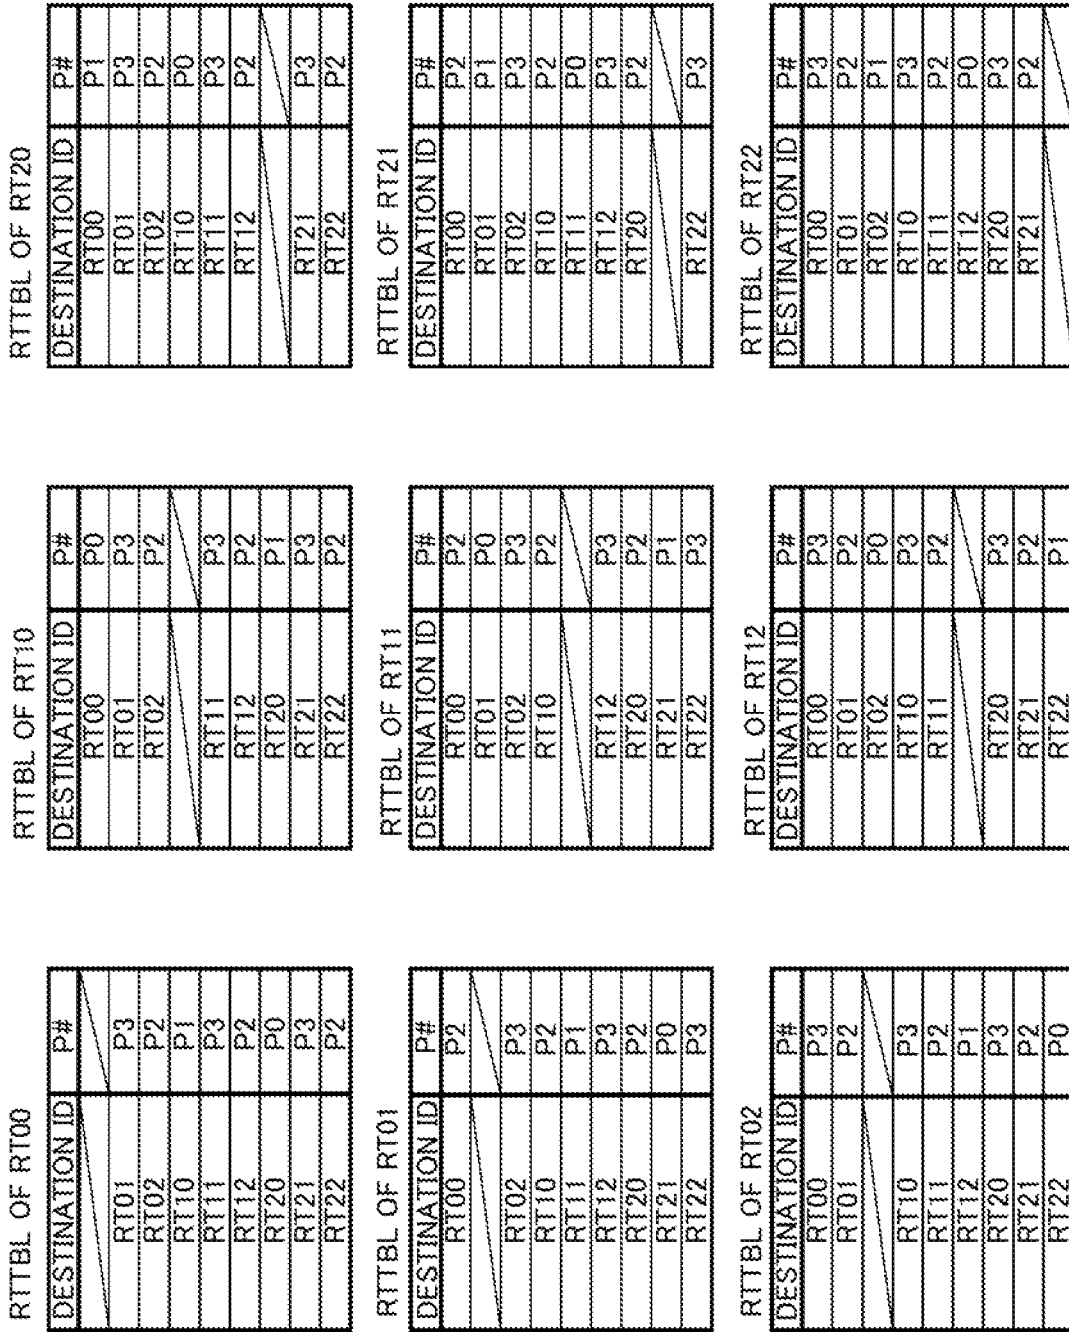 RTTBL OF RT00
DESTINATION ID P#
RT01 P3
RT02 P2
RT10 P1
RT11 P3
RT12 P2
RT20 P0
RT21 P3
RT22 P2
RTTBL OF RT10
DESTINATION ID P#
RT00 P0
RT01 P3
RT02 P2
RT11 P3
RT12 P2
RT20 P1
RT21 P3
RT22 P2
RTTBL OF RT20
DESTINATION ID P#
RT00 P1
RT01 P3
RT02 P2
RT10 P0
RT11 P3
RT12 P2
RT21 P3
RT22 P2
RTTBL OF RT01
DESTINATION ID P#
RT00 P2
RT02 P3
RT10 P2
RT11 P1
RT12 P3
RT20 P2
RT21 P0
RT22 P3
RTTBL OF RT11
DESTINATION ID P#
RT00 P2
RT01 P0
RT02 P3
RT10 P2
RT12 P3
RT20 P2
RT21 P1
RT22 P3
RTTBL OF RT21
DESTINATION ID P#
RT00 P2
RT01 P1
RT02 P3
RT10 P2
RT11 P0
RT12 P3
RT20 P2
RT22 P3
RTTBL OF RT02
DESTINATION ID P#
RT00 P3
RT01 P2
RT10 P3
RT11 P2
RT12 P1
RT20 P3
RT21 P2
RT22 P0
RTTBL OF RT12
DESTINATION ID P#
RT00 P3
RT01 P2
RT02 P0
RT10 P3
RT11 P2
RT20 P3
RT21 P2
RT22 P1
RTTBL OF RT22
DESTINATION ID P#
RT00 P3
RT01 P2
RT02 P1
RT10 P3
RT11 P2
RT12 P0
RT20 P3
RT21 P2